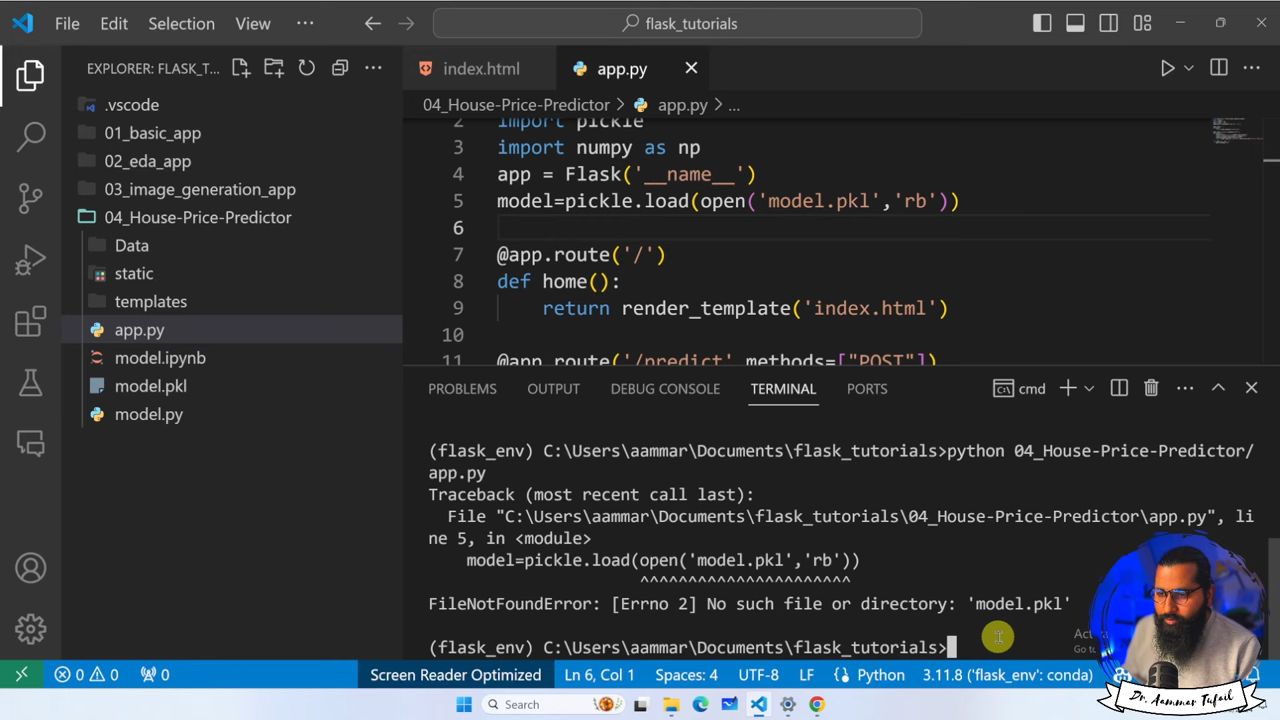 File Edit Selection View ··· flask_tutorials
EXPLORER: FLASK_T... ···
.vscode
01_basic_app
02_eda_app
03_image_generation_app
04_House-Price-Predictor
Data
static
templates
app.py
model.ipynb
model.pkl
model.py
index.html app.py
04_House-Price-Predictor > app.py > ...
2 import pickle
3 import numpy as np
4 app = Flask('__name__')
5 model=pickle.load(open('model.pkl','rb'))
6
7 @app.route('/')
8 def home():
9 return render_template('index.html')
10
11 @app.route('/predict' methods=["POST"])
PROBLEMS OUTPUT DEBUG CONSOLE TERMINAL PORTS cmd
(flask_env) C:\Users\aammar\Documents\flask_tutorials>python 04_House-Price-Predictor/
app.py
Traceback (most recent call last):
File "C:\Users\aammar\Documents\flask_tutorials\04_House-Price-Predictor\app.py", li
ne 5, in <module>
model=pickle.load(open('model.pkl','rb'))
^^^^^^^^^^^^^^^^^^^^^^
FileNotFoundError: [Errno 2] No such file or directory: 'model.pkl'
(flask_env) C:\Users\aammar\Documents\flask_tutorials>
0 0 0 Screen Reader Optimized Ln 6, Col 1 Spaces: 4 UTF-8 LF Python 3.11.8 ('flask_env': conda)
Search
Dr. Aammar Tufail